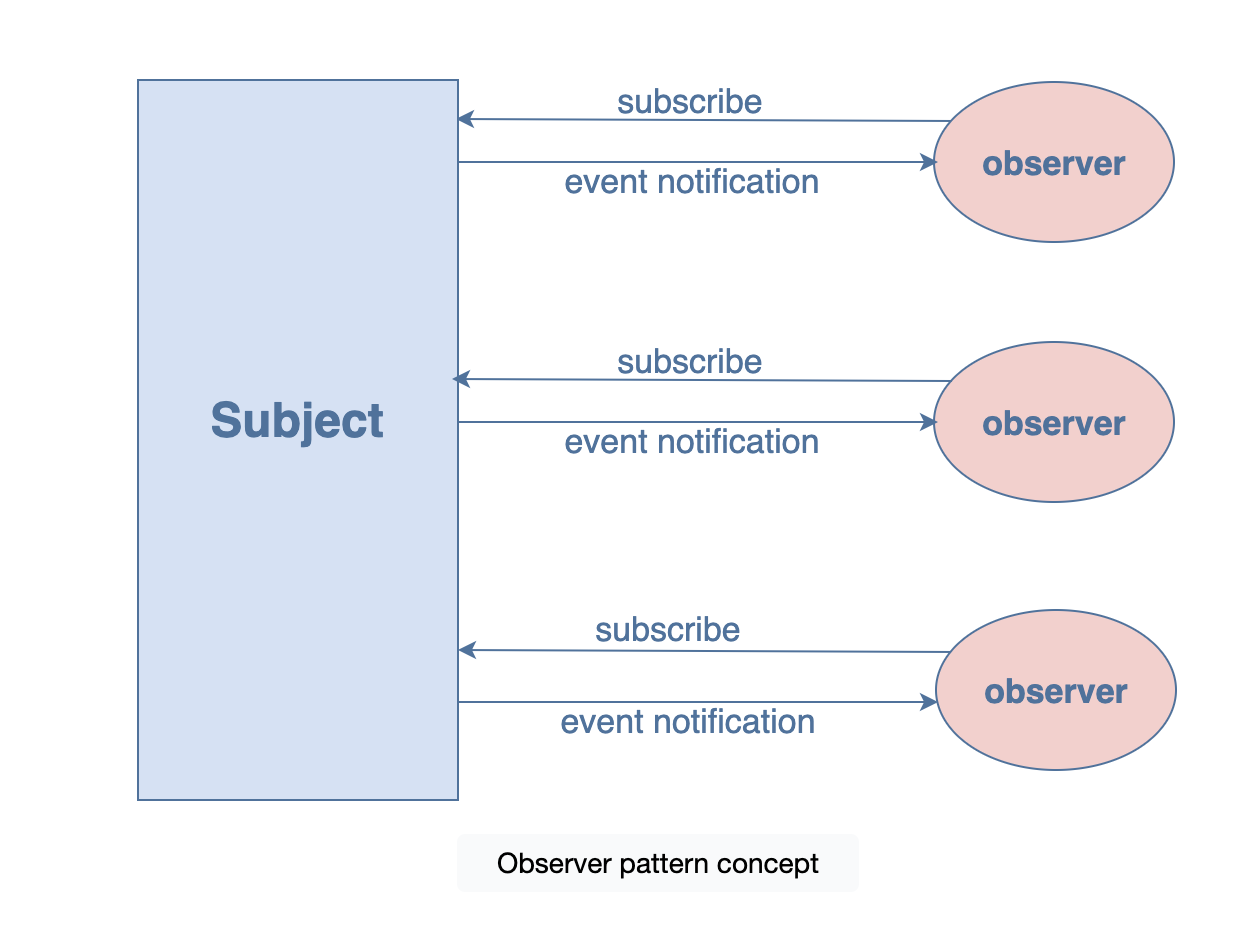 subscribe
observer
event notification
subscribe
Subject
observer
event notification
subscribe
observer
event notification
Observer pattern concept